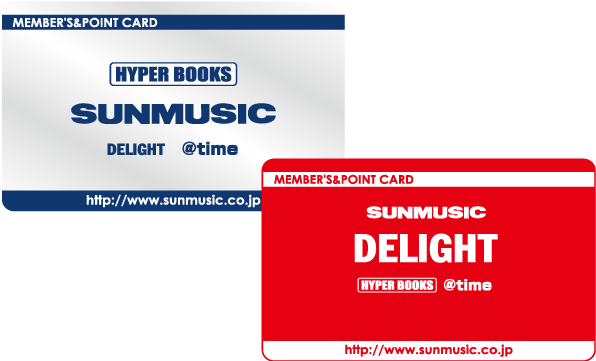 MEMBER'S&POINT CARD
HYPER BOOKS
SUNMUSIC
DELIGHT @time
http://www.sunmusic.co.jp
MEMBER'S&POINT CARD
SUNMUSIC
DELIGHT
HYPER BOOKS @time
http://www.sunmusic.co.jp